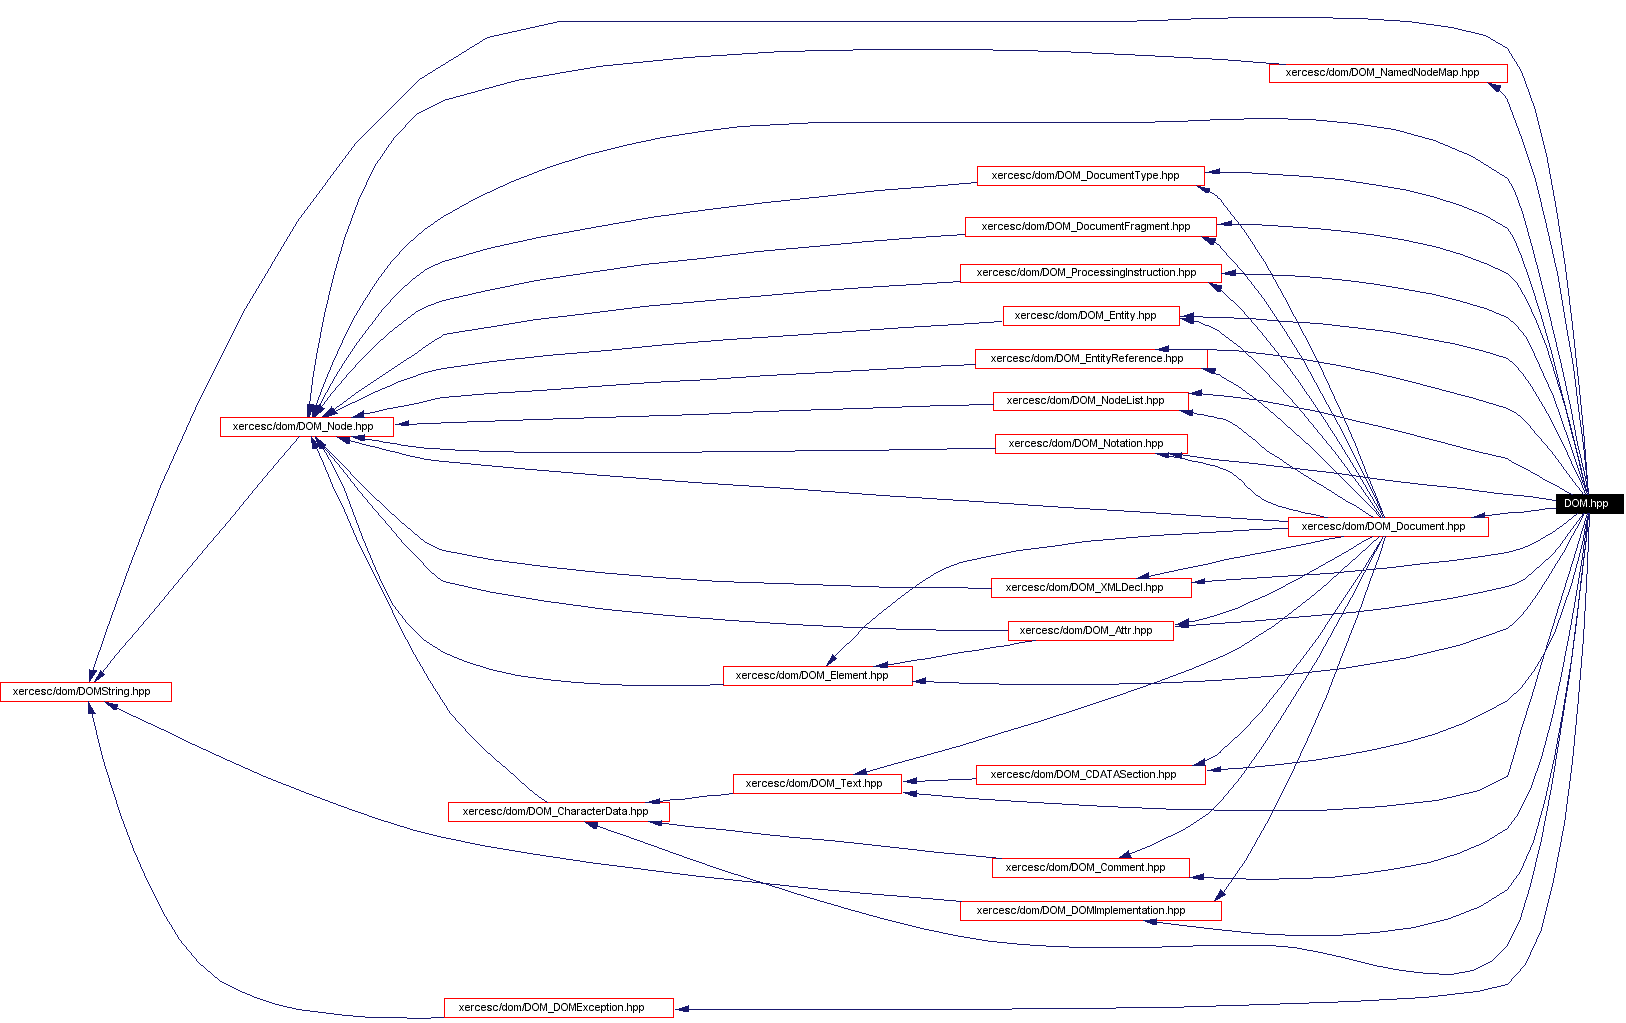 xercesc/dom/DOM_NamedNodeMap.hpp
xercesc/dom/DOM_DocumentType.hpp
xercesc/dom/DOM_DocumentFragment.hpp
xercesc/dom/DOM_ProcessingInstruction.hpp
xercesc/dom/DOM_Entity.hpp
xercesc/dom/DOM_EntityReference.hpp
xercesc/dom/DOM_NodeList.hpp
xercesc/dom/DOM_Node.hpp
xercesc/dom/DOM_Notation.hpp
DOM.hpp
xercesc/dom/DOM_Document.hpp
xercesc/dom/DOM_XMLDecl.hpp
xercesc/dom/DOM_Attr.hpp
xercesc/dom/DOM_Element.hpp
xercesc/dom/DOMString.hpp
xercesc/dom/DOM_CDATASection.hpp
xercesc/dom/DOM_Text.hpp
xercesc/dom/DOM_CharacterData.hpp
xercesc/dom/DOM_Comment.hpp
xercesc/dom/DOM_DOMImplementation.hpp
xercesc/dom/DOM_DOMException.hpp